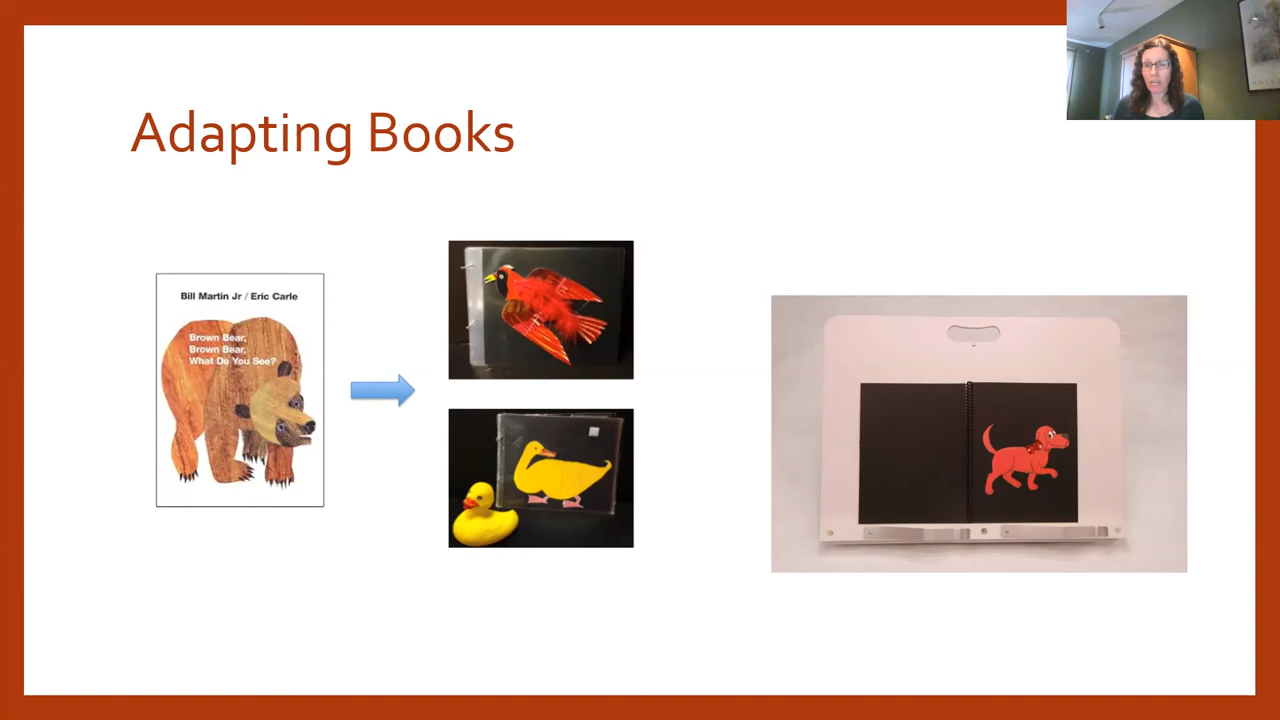 Adapting Books
Bill Martin Jr / Eric Carle
Brown Bear,
Brown Bear,
What Do You See?